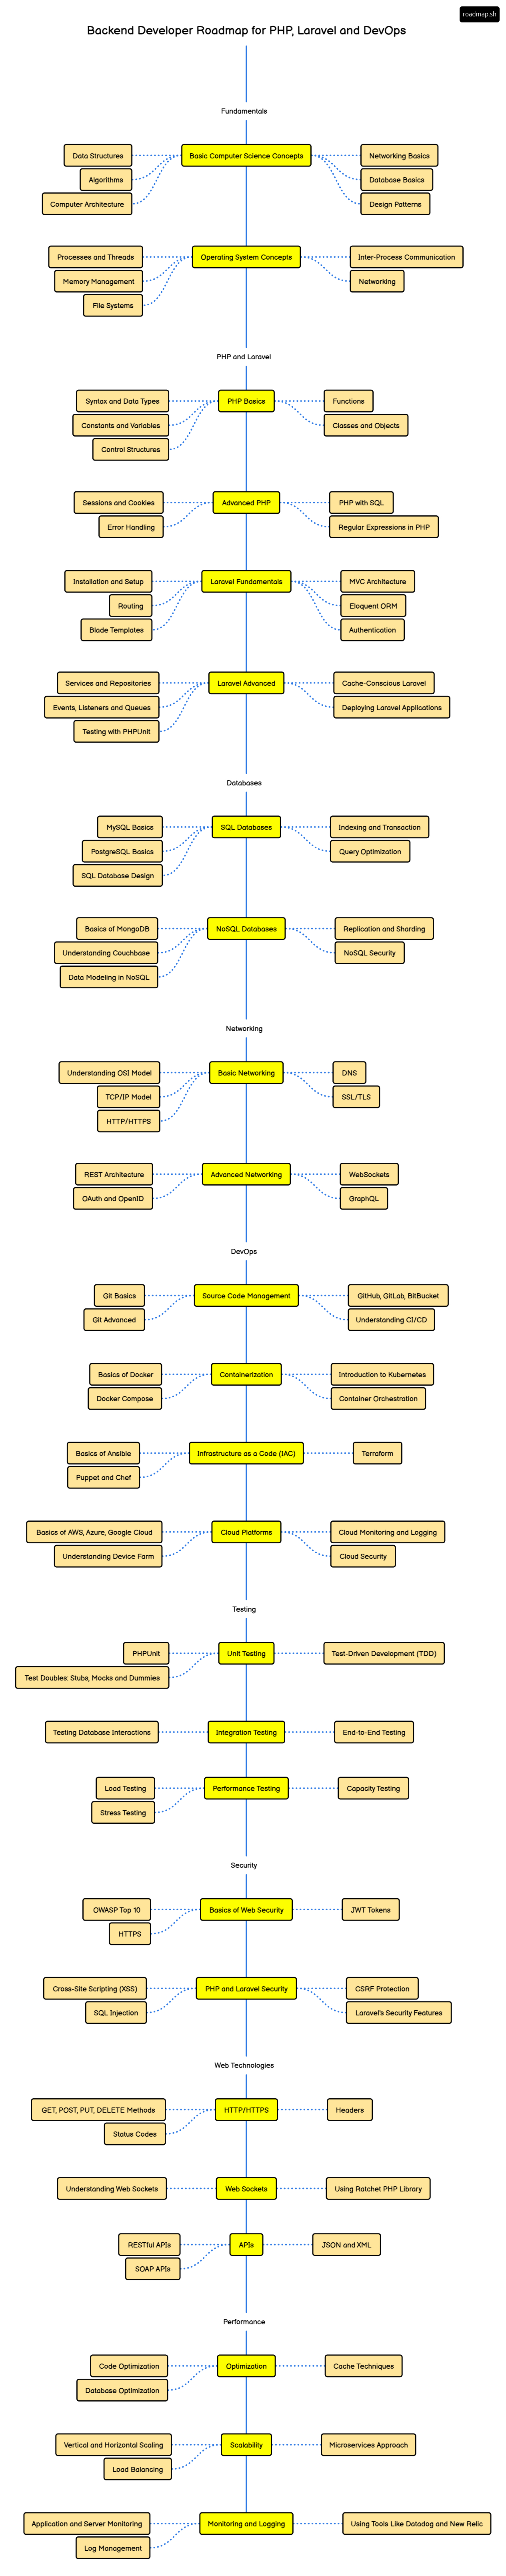 roadmap.sh
Backend Developer Roadmap for PHP, Laravel and DevOps
Fundamentals
Data Structures
Algorithms
Computer Architecture
Basic Computer Science Concepts
Networking Basics
Database Basics
Design Patterns
Processes and Threads
Memory Management
File Systems
Operating System Concepts
Inter-Process Communication
Networking
PHP and Laravel
Syntax and Data Types
Constants and Variables
Control Structures
PHP Basics
Functions
Classes and Objects
Sessions and Cookies
Error Handling
Advanced PHP
PHP with SQL
Regular Expressions in PHP
Installation and Setup
Routing
Blade Templates
Laravel Fundamentals
MVC Architecture
Eloquent ORM
Authentication
Services and Repositories
Events, Listeners and Queues
Testing with PHPUnit
Laravel Advanced
Cache-Conscious Laravel
Deploying Laravel Applications
Databases
MySQL Basics
PostgreSQL Basics
SQL Database Design
SQL Databases
Indexing and Transaction
Query Optimization
Basics of MongoDB
Understanding Couchbase
Data Modeling in NoSQL
NoSQL Databases
Replication and Sharding
NoSQL Security
Networking
Understanding OSI Model
TCP/IP Model
HTTP/HTTPS
Basic Networking
DNS
SSL/TLS
REST Architecture
OAuth and OpenID
Advanced Networking
WebSockets
GraphQL
DevOps
Git Basics
Git Advanced
Source Code Management
GitHub, GitLab, BitBucket
Understanding CI/CD
Basics of Docker
Docker Compose
Containerization
Introduction to Kubernetes
Container Orchestration
Basics of Ansible
Puppet and Chef
Infrastructure as a Code (IAC)
Terraform
Basics of AWS, Azure, Google Cloud
Understanding Device Farm
Cloud Platforms
Cloud Monitoring and Logging
Cloud Security
Testing
PHPUnit
Test Doubles: Stubs, Mocks and Dummies
Unit Testing
Test-Driven Development (TDD)
Testing Database Interactions
Integration Testing
End-to-End Testing
Load Testing
Stress Testing
Performance Testing
Capacity Testing
Security
OWASP Top 10
HTTPS
Basics of Web Security
JWT Tokens
Cross-Site Scripting (XSS)
SQL Injection
PHP and Laravel Security
CSRF Protection
Laravel's Security Features
Web Technologies
GET, POST, PUT, DELETE Methods
Status Codes
HTTP/HTTPS
Headers
Understanding Web Sockets
Web Sockets
Using Ratchet PHP Library
RESTful APIs
SOAP APIs
APIs
JSON and XML
Performance
Code Optimization
Database Optimization
Optimization
Cache Techniques
Vertical and Horizontal Scaling
Load Balancing
Scalability
Microservices Approach
Application and Server Monitoring
Log Management
Monitoring and Logging
Using Tools Like Datadog and New Relic